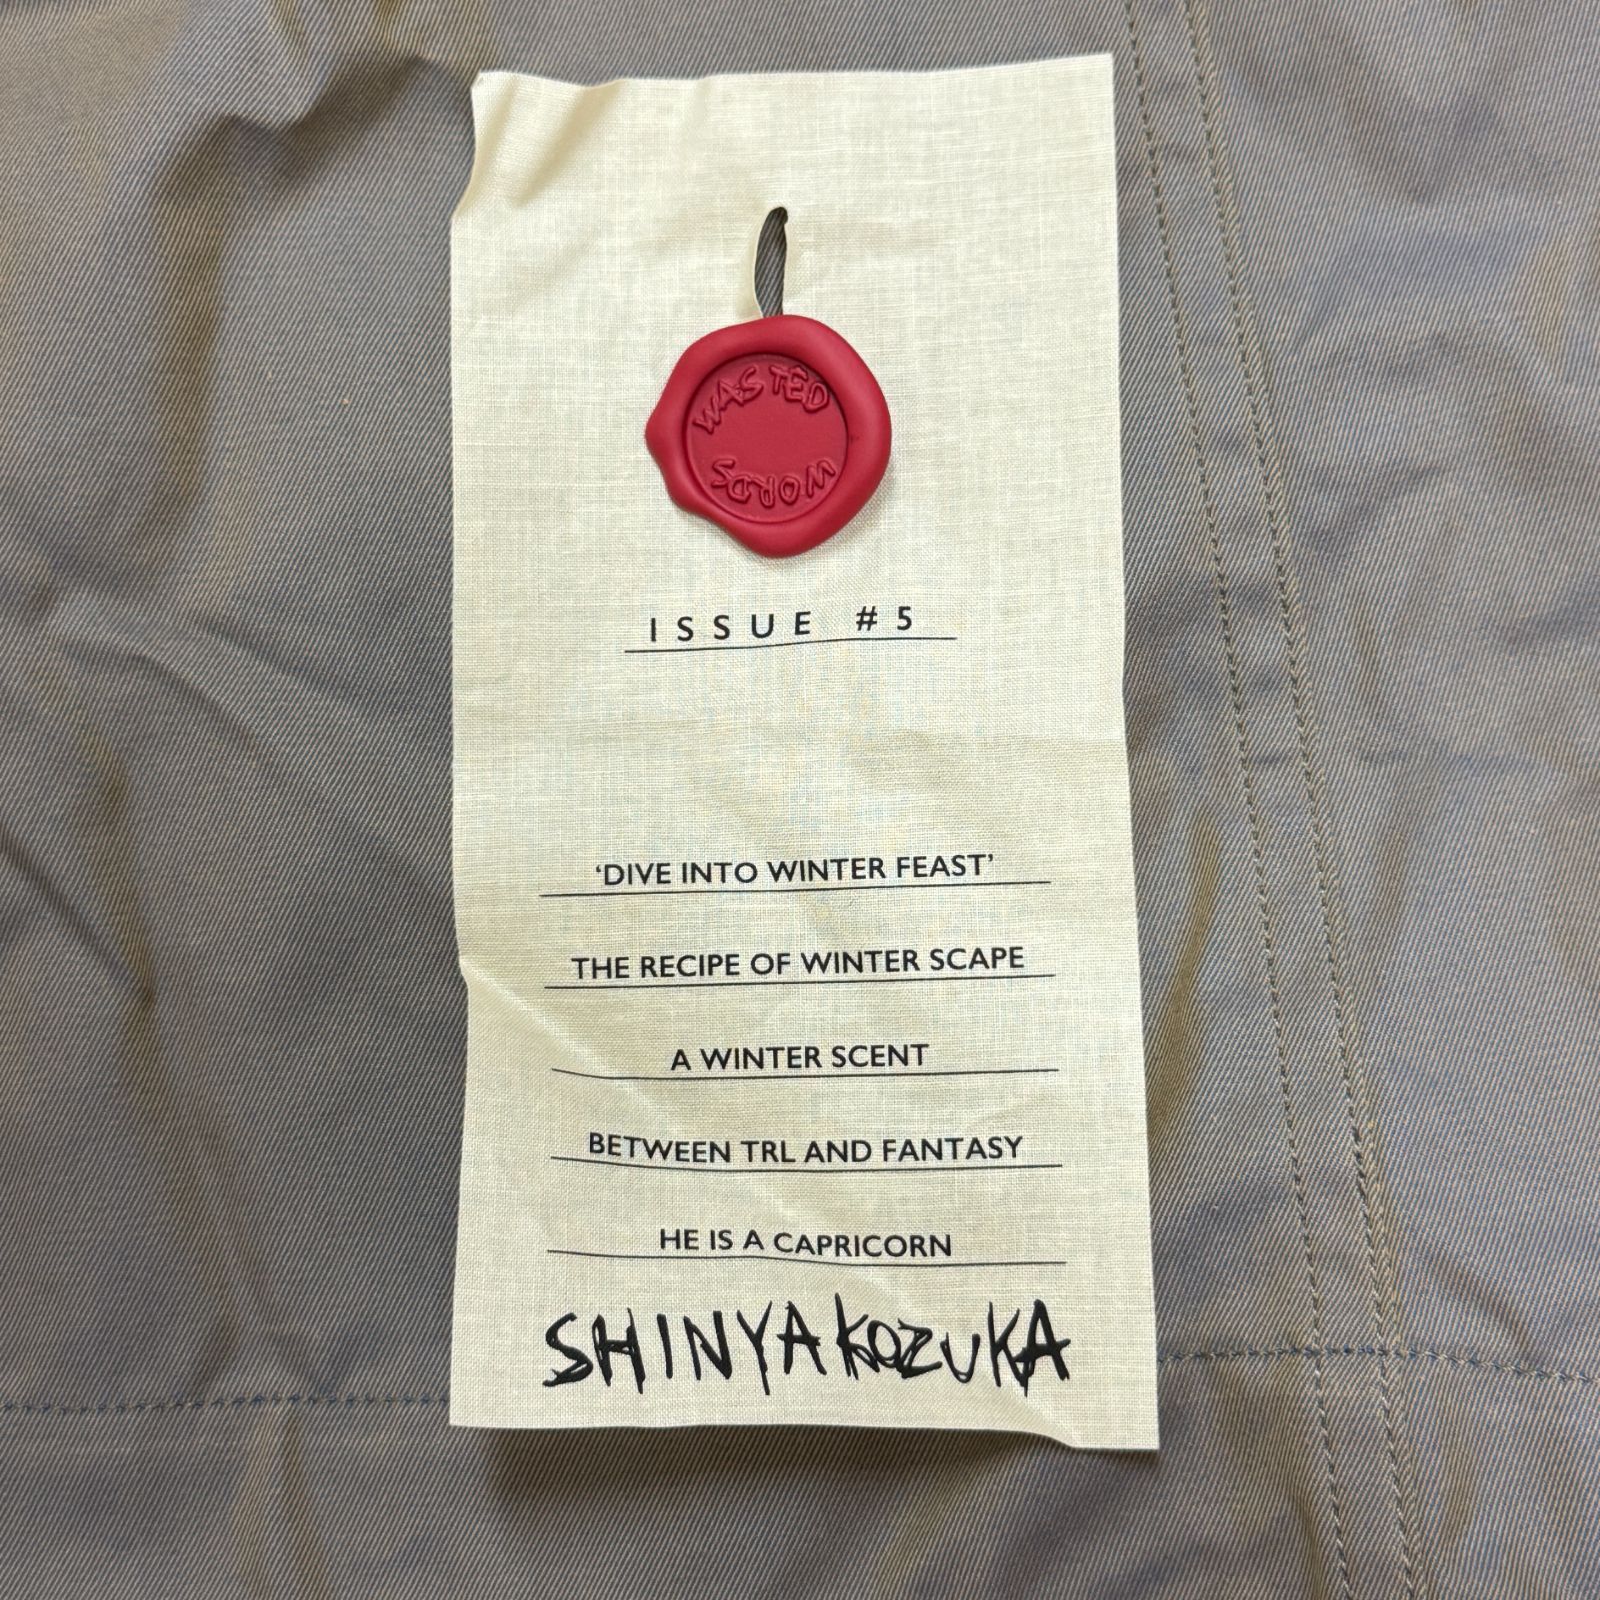 WASTED
WORDS
ISSUE #5
‘DIVE INTO WINTER FEAST’
THE RECIPE OF WINTER SCAPE
A WINTER SCENT
BETWEEN TRL AND FANTASY
HE IS A CAPRICORN
SHINYAKOZUKA